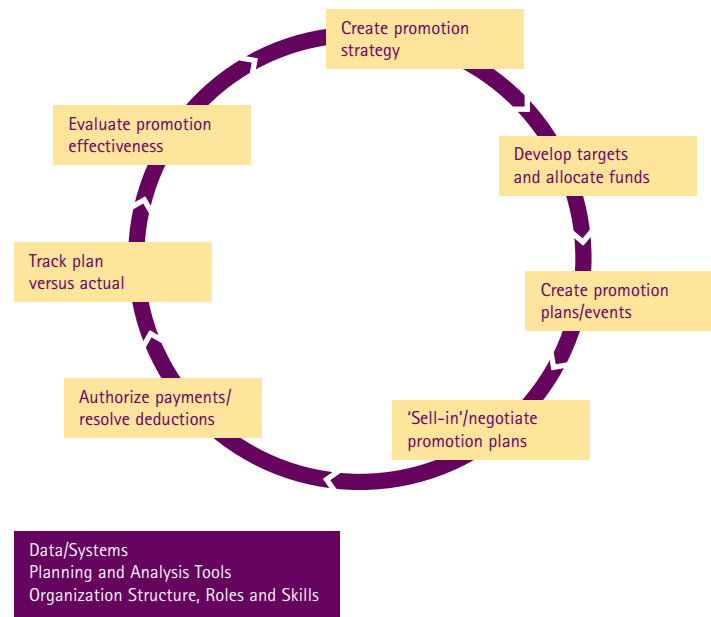 Create promotion
strategy
Develop targets
and allocate funds
Create promotion
plans/events
‘Sell-in’/negotiate
promotion plans
Authorize payments/
resolve deductions
Track plan
versus actual
Evaluate promotion
effectiveness
Data/Systems
Planning and Analysis Tools
Organization Structure, Roles and Skills